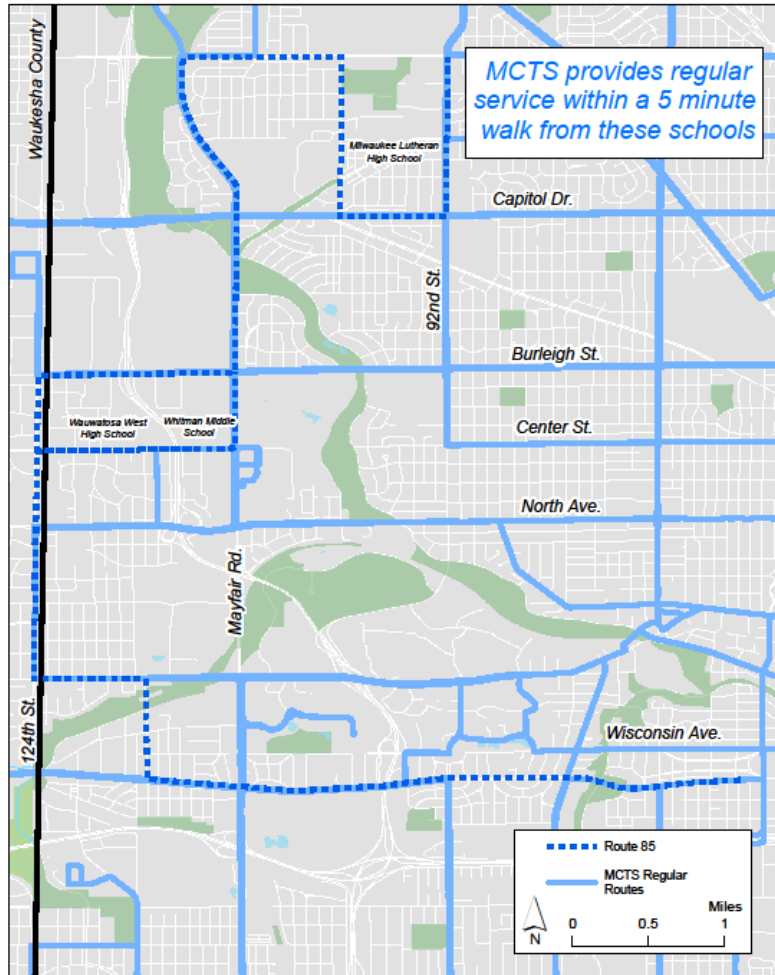 Waukesha County
MCTS provides regular
service within a 5 minute
walk from these schools
Milwaukee Lutheran
High School
Capitol Dr.
92nd St.
Burleigh St.
Wauwatosa West
High School
Whitman Middle
School
Center St.
North Ave.
Mayfair Rd.
124th St.
Wisconsin Ave.
Route 85
MCTS Regular
Routes
Miles
0 0.5 1
N